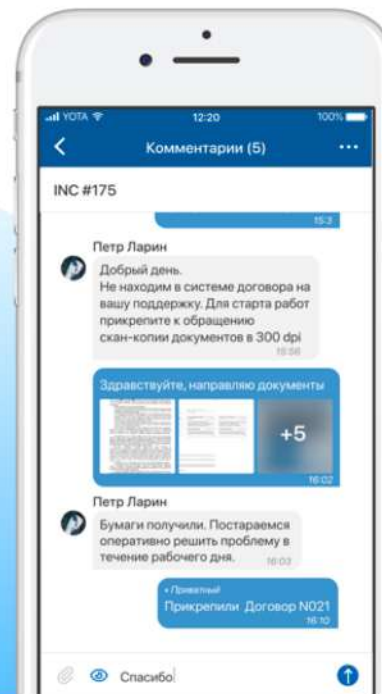 YOTA 12:20 100%
Комментарии (5)
INC #175
15:3
Петр Ларин
Добрый день.
Не находим в системе договора на
вашу поддержку. Для старта работ
прикрепите к обращению
скан-копии документов в 300 dpi
15:56
Здравствуйте, направляю документы
+5
16:02
Петр Ларин
Бумаги получили. Постараемся
оперативно решить проблему в
течение рабочего дня.
16:03
• Приватный
Прикрепили Договор N021
16:10
Спасибо